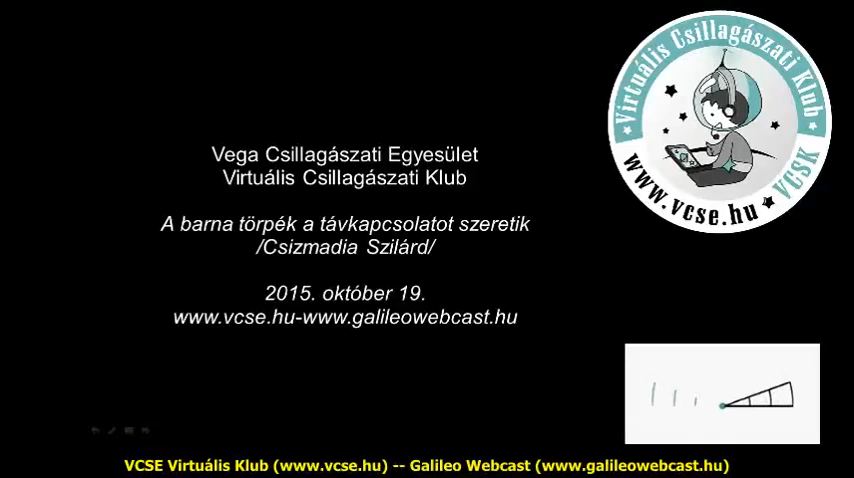 Vega Csillagászati Egyesület
Virtuális Csillagászati Klub
A barna törpék a távkapcsolatot szeretik
/Csizmadia Szilárd/
2015. október 19.
www.vcse.hu-www.galileowebcast.hu
Virtuális Csillagászati Klub
www.vcse.hu
VCSK
VCSE Virtuális Klub (www.vcse.hu) -- Galileo Webcast (www.galileowebcast.hu)